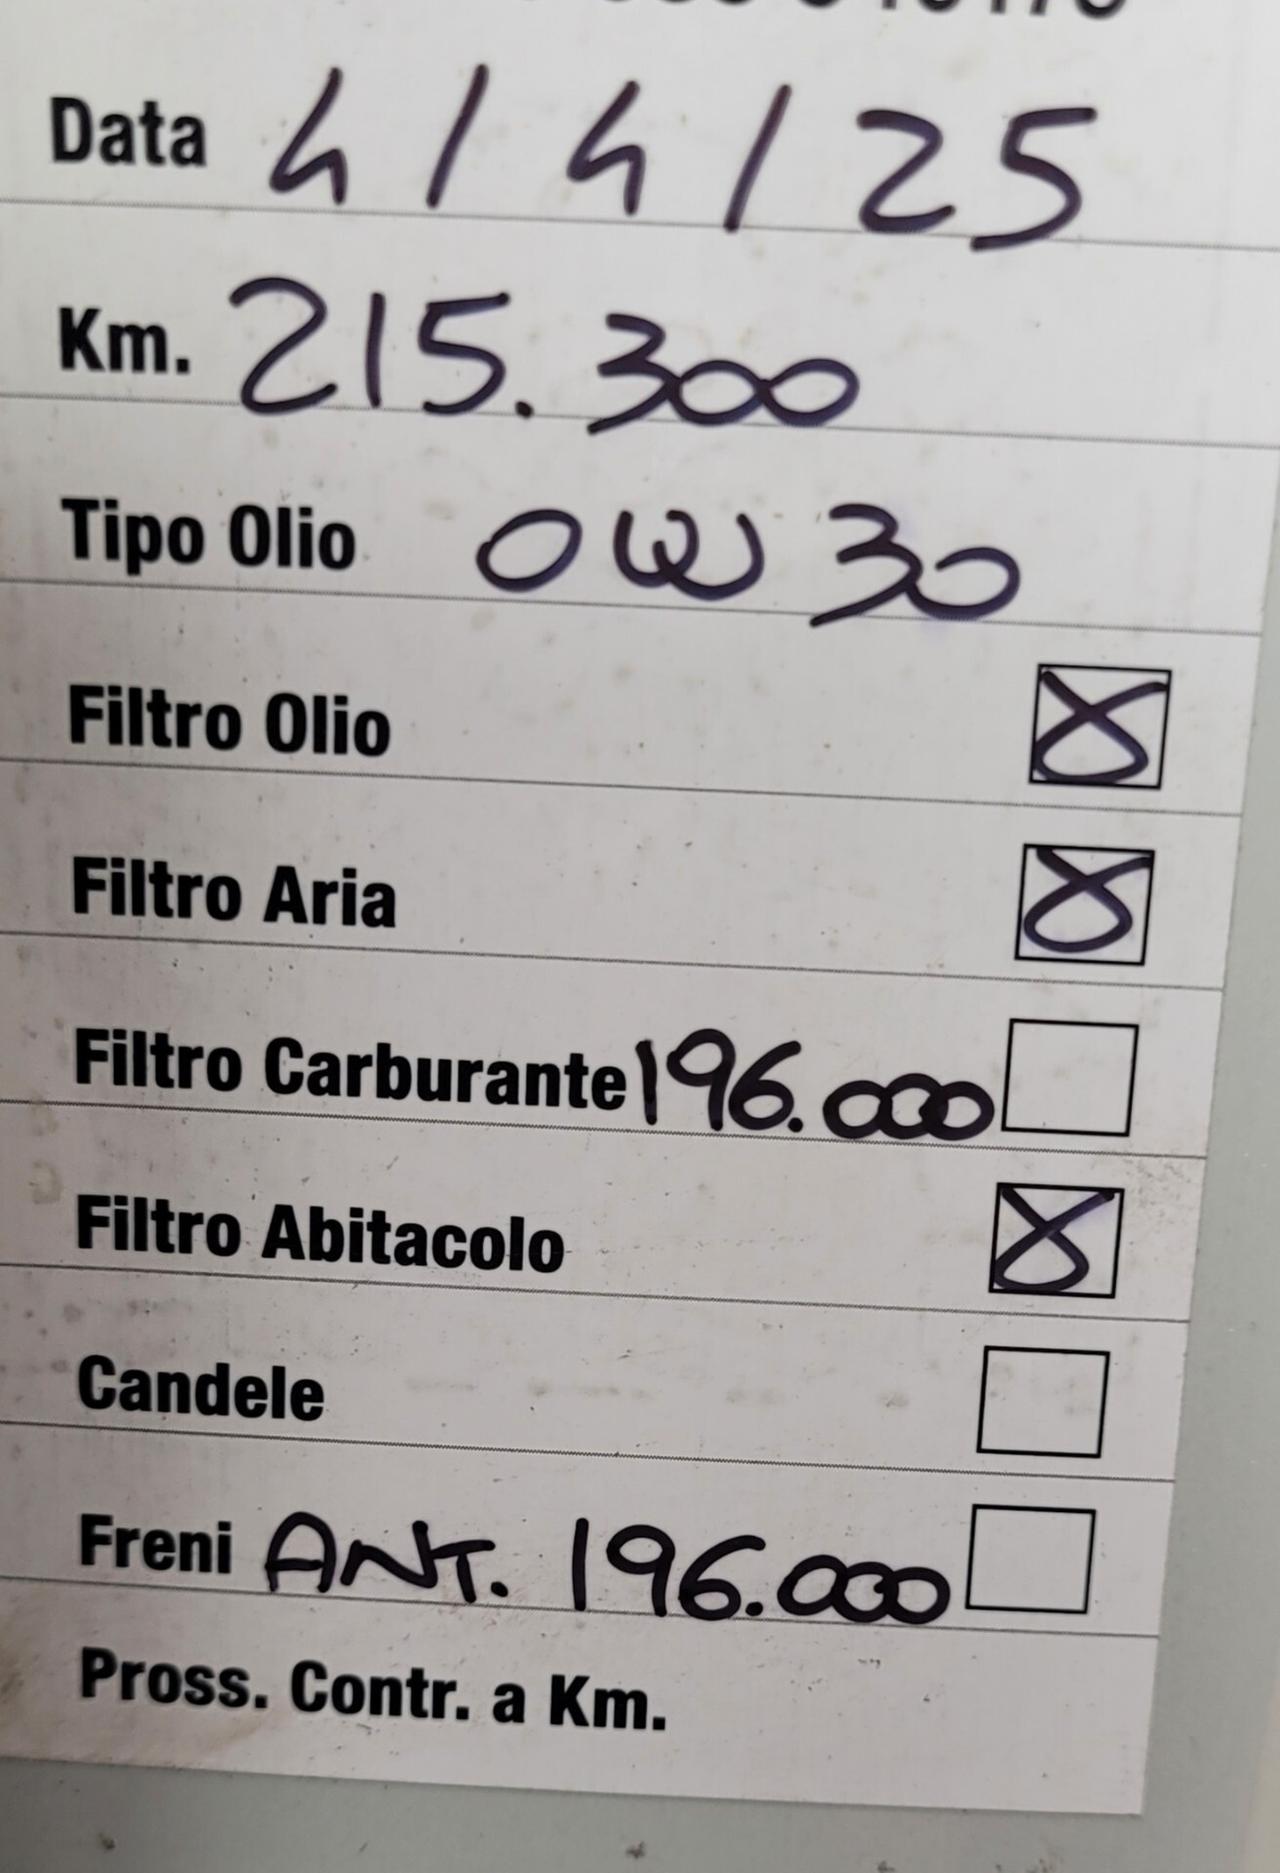 Data 4/4/25
Km. 215.300
Tipo Olio 0W30
Filtro Olio
Filtro Aria
Filtro Carburante 196.000
Filtro Abitacolo
Candele
Freni ANT. 196.000
Pross. Contr. a Km.